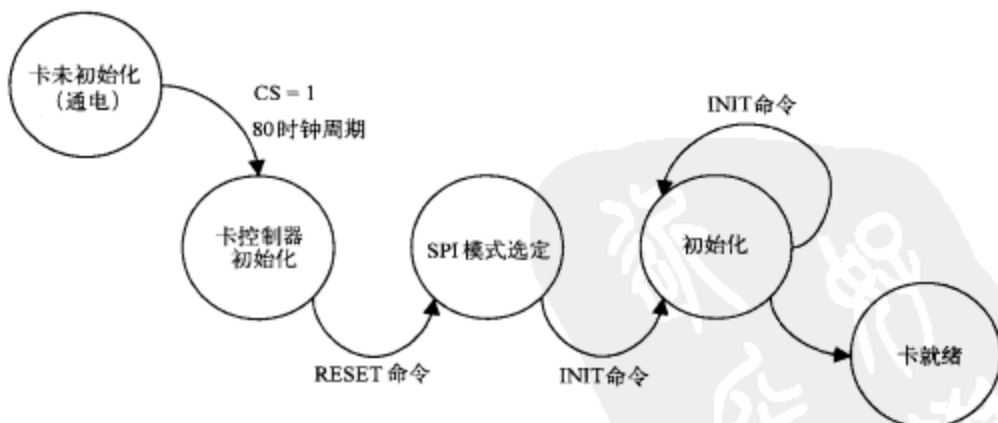 卡未初始化
(通电)
CS = 1
80时钟周期
INIT命令
卡控制器
初始化
SPI 模式选定
初始化
卡就绪
RESET 命令
INIT命令